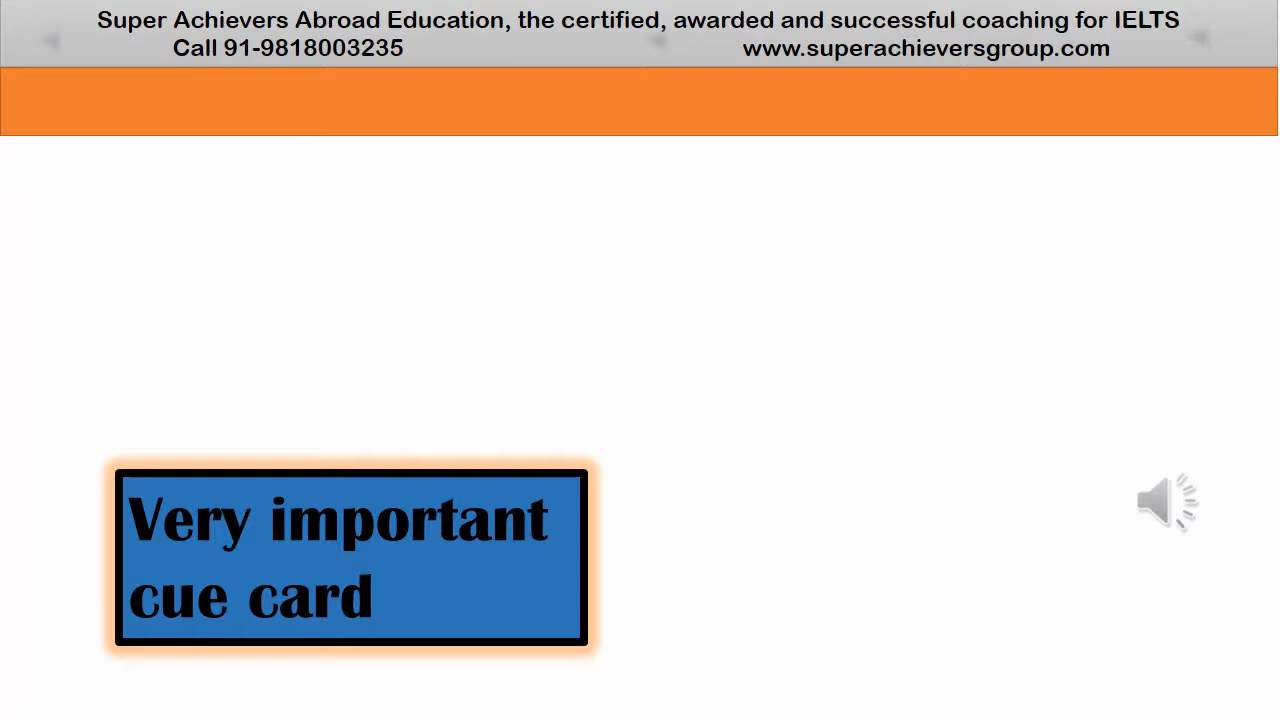 Super Achievers Abroad Education, the certified, awarded and successful coaching for IELTS
Call 91-9818003235 www.superachieversgroup.com
Very important
cue card